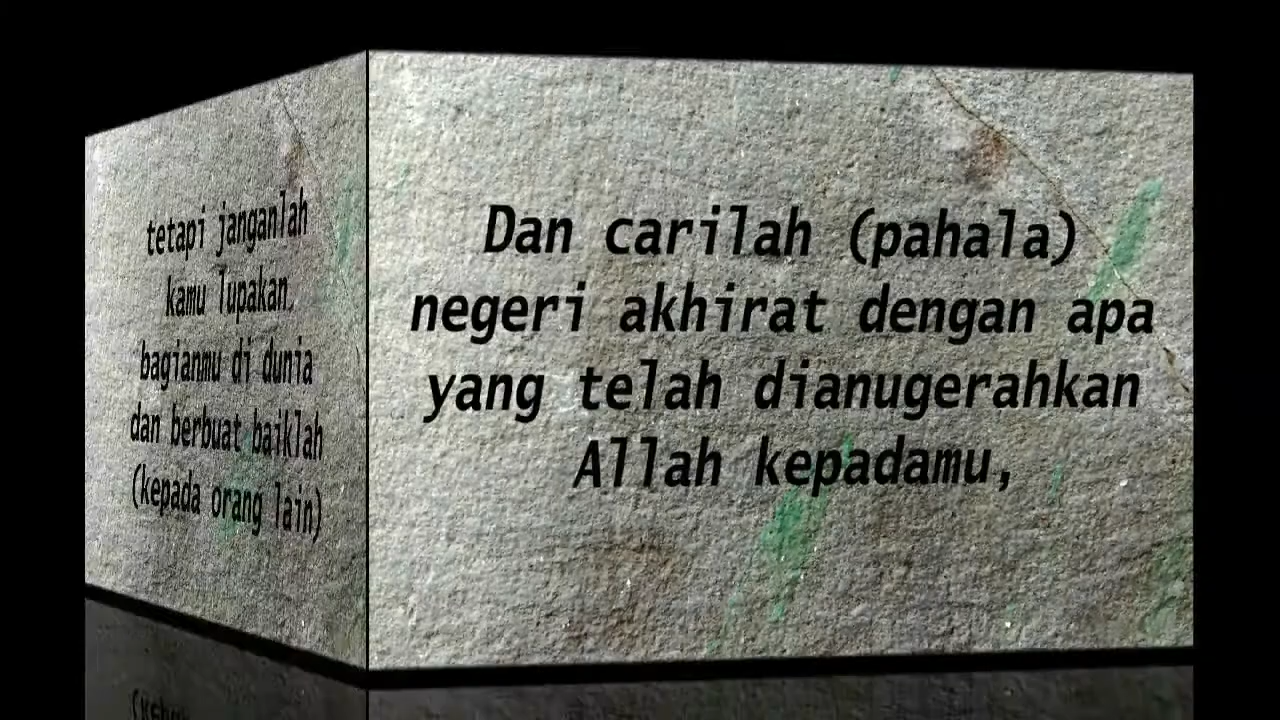 tetapi janganlah
kamu lupakan
bagianmu di dunia
dan berbuat baiklah
(kepada orang lain)
Dan carilah (pahala)
negeri akhirat dengan apa
yang telah dianugerahkan
Allah kepadamu,